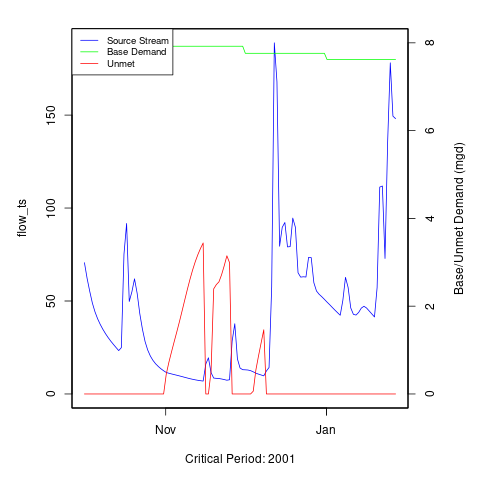 Source Stream
Base Demand
Unmet
flow_ts
0
50
100
150
0
2
4
6
8
Base/Unmet Demand (mgd)
Nov
Jan
Critical Period: 2001